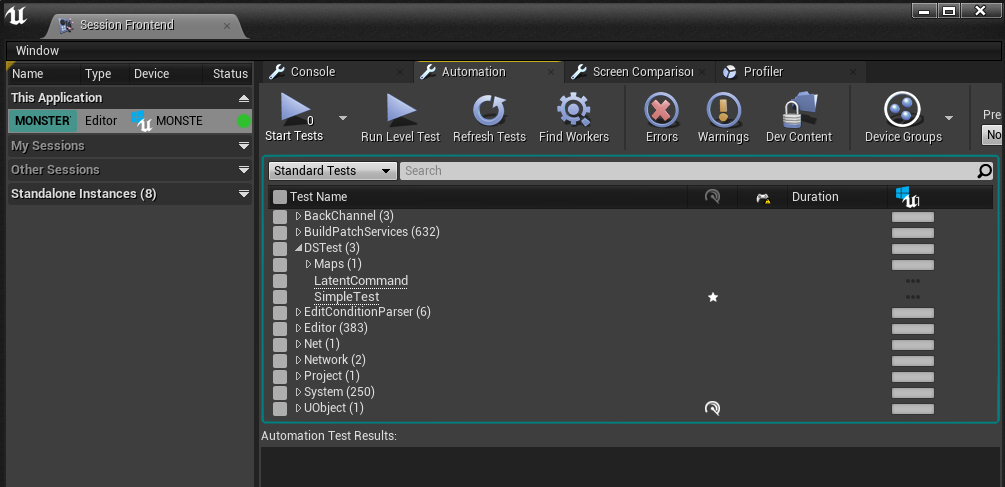 Session Frontend
Window
Name Type Device Status
This Application
MONSTER Editor MONSTE
My Sessions
Other Sessions
Standalone Instances (8)
Console Automation Screen Comparison Profiler
0
Start Tests Run Level Test Refresh Tests Find Workers Errors Warnings Dev Content Device Groups
Pre
No
Standard Tests Search
Test Name Duration
BackChannel (3)
BuildPatchServices (632)
DSTest (3)
Maps (1)
LatentCommand
SimpleTest
EditConditionParser (6)
Editor (383)
Net (1)
Network (2)
Project (1)
System (250)
UObject (1)
Automation Test Results: